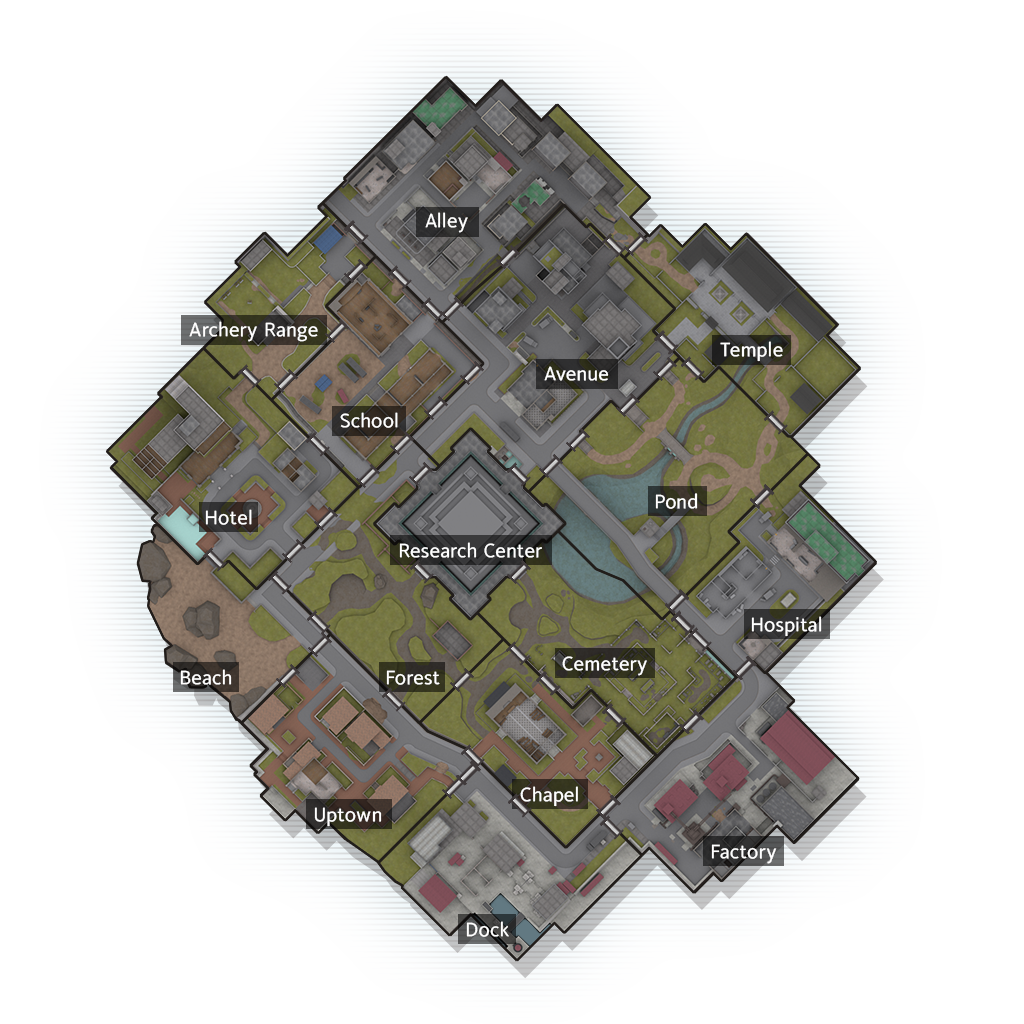 Alley
Archery Range
Temple
Avenue
School
Pond
Hotel
Research Center
Hospital
Cemetery
Beach
Forest
Chapel
Uptown
Factory
Dock